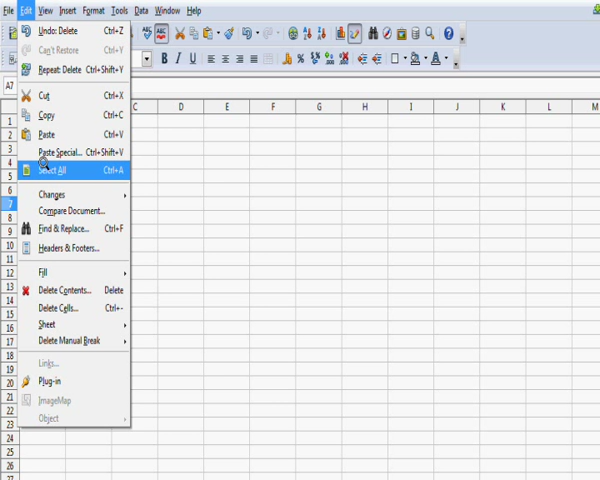 File Edit View Insert Format Tools Data Window Help
Undo: Delete Ctrl+Z
Can't Restore Ctrl+Y
Repeat: Delete Ctrl+Shift+Y
Cut Ctrl+X
Copy Ctrl+C
Paste Ctrl+V
Paste Special... Ctrl+Shift+V
Select All Ctrl+A
Changes
Compare Document...
Find & Replace... Ctrl+F
Headers & Footers...
Fill
Delete Contents... Delete
Delete Cells... Ctrl+-
Sheet
Delete Manual Break
Links...
Plug-in
ImageMap
Object
ABC ABC
B I U
A7
C D E F G H I J K L M
1
2
3
4
5
6
7
8
9
10
11
12
13
14
15
16
17
18
19
20
21
22
23
24
25
26
27